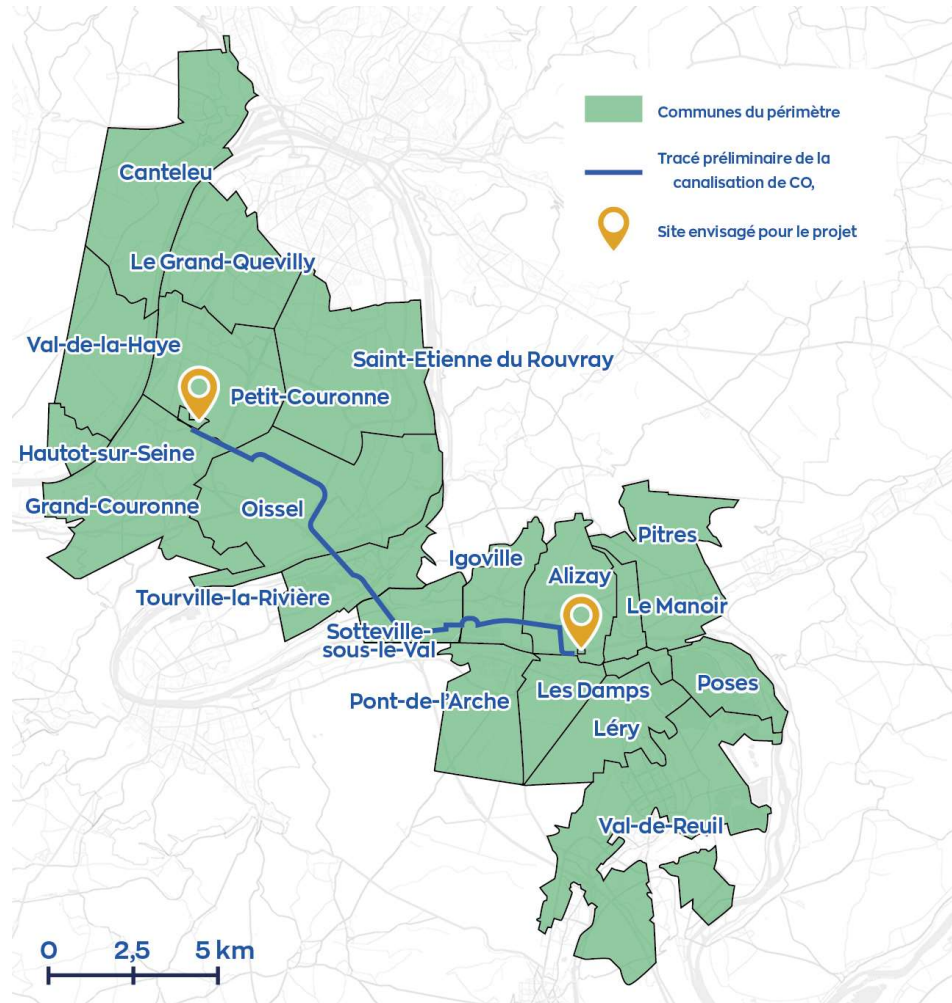 Communes du périmètre
Tracé préliminaire de la
canalisation de CO,
Site envisagé pour le projet
Canteleu
Le Grand-Quevilly
Val-de-la-Haye
Saint-Etienne du Rouvray
Petit-Couronne
Hautot-sur-Seine
Grand-Couronne
Oissel
Pitres
Igoville
Alizay
Tourville-la-Rivière
Le Manoir
Sotteville-
sous-le-Val
Pont-de-l'Arche
Les Damps
Poses
Léry
Val-de-Reuil
0 2,5 5 km